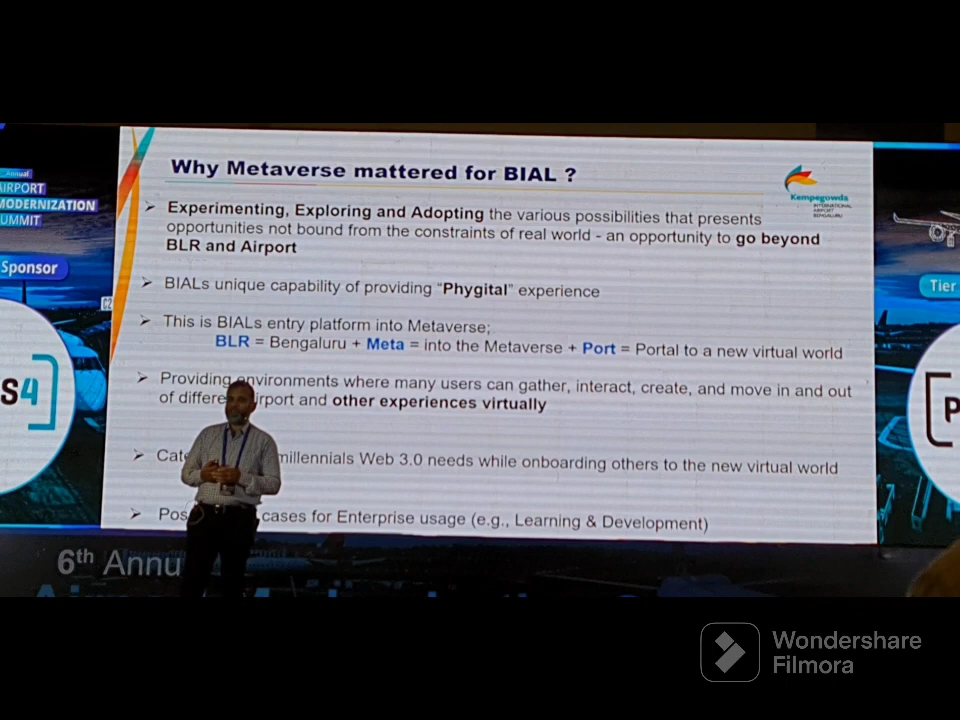 Why Metaverse mattered for BIAL ?
Kempegowda
INTERNATIONAL
AIRPORT
BENGALURU
➢ Experimenting, Exploring and Adopting the various possibilities that presents
opportunities not bound from the constraints of real world - an opportunity to go beyond
BLR and Airport
➢ BIALs unique capability of providing “Phygital” experience
➢ This is BIALs entry platform into Metaverse;
BLR = Bengaluru + Meta = into the Metaverse + Port = Portal to a new virtual world
➢ Providing environments where many users can gather, interact, create, and move in and out
of differe irport and other experiences virtually
➢ Cate millennials Web 3.0 needs while onboarding others to the new virtual world
➢ Pos cases for Enterprise usage (e.g., Learning & Development)
Annual
AIRPORT
MODERNIZATION
SUMMIT
Sponsor
S4
Tier
P
6th Annu
Wondershare
Filmora